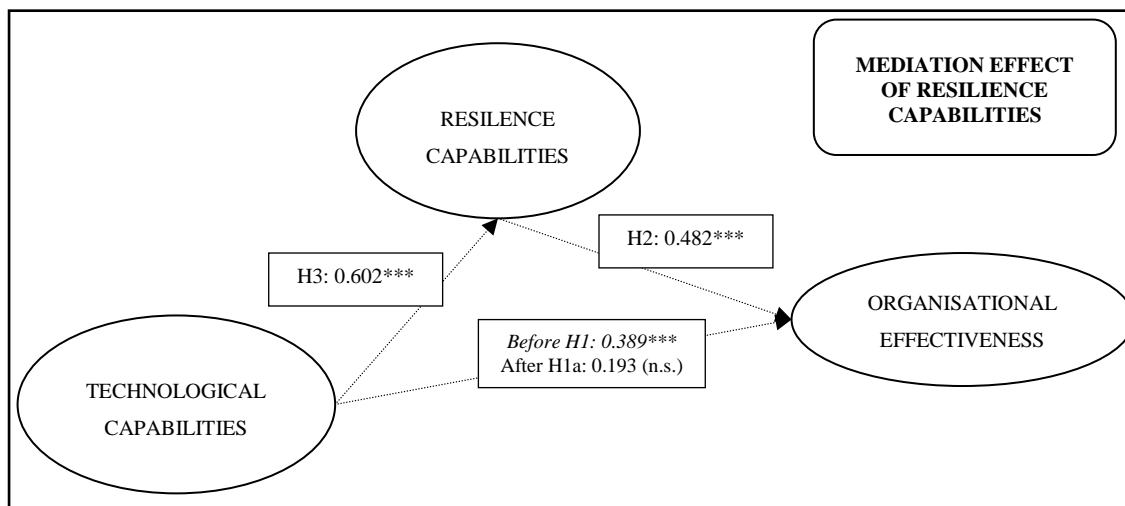 MEDIATION EFFECT
OF RESILIENCE
CAPABILITIES
RESILENCE
CAPABILITIES
H3: 0.602***
H2: 0.482***
Before H1: 0.389***
After H1a: 0.193 (n.s.)
ORGANISATIONAL
EFFECTIVENESS
TECHNOLOGICAL
CAPABILITIES